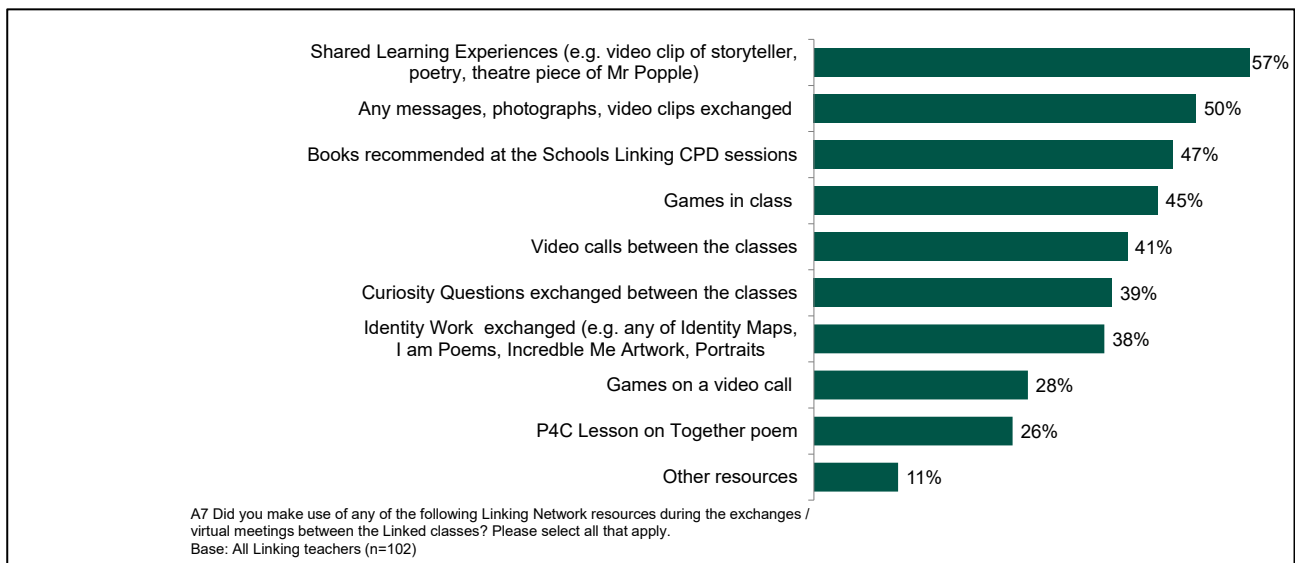 Shared Learning Experiences (e.g. video clip of storyteller,
poetry, theatre piece of Mr Popple)
57%
Any messages, photographs, video clips exchanged
50%
Books recommended at the Schools Linking CPD sessions
47%
Games in class
45%
Video calls between the classes
41%
Curiosity Questions exchanged between the classes
39%
Identity Work exchanged (e.g. any of Identity Maps,
I am Poems, Incredble Me Artwork, Portraits
38%
Games on a video call
28%
P4C Lesson on Together poem
26%
Other resources
11%
A7 Did you make use of any of the following Linking Network resources during the exchanges /
virtual meetings between the Linked classes? Please select all that apply.
Base: All Linking teachers (n=102)